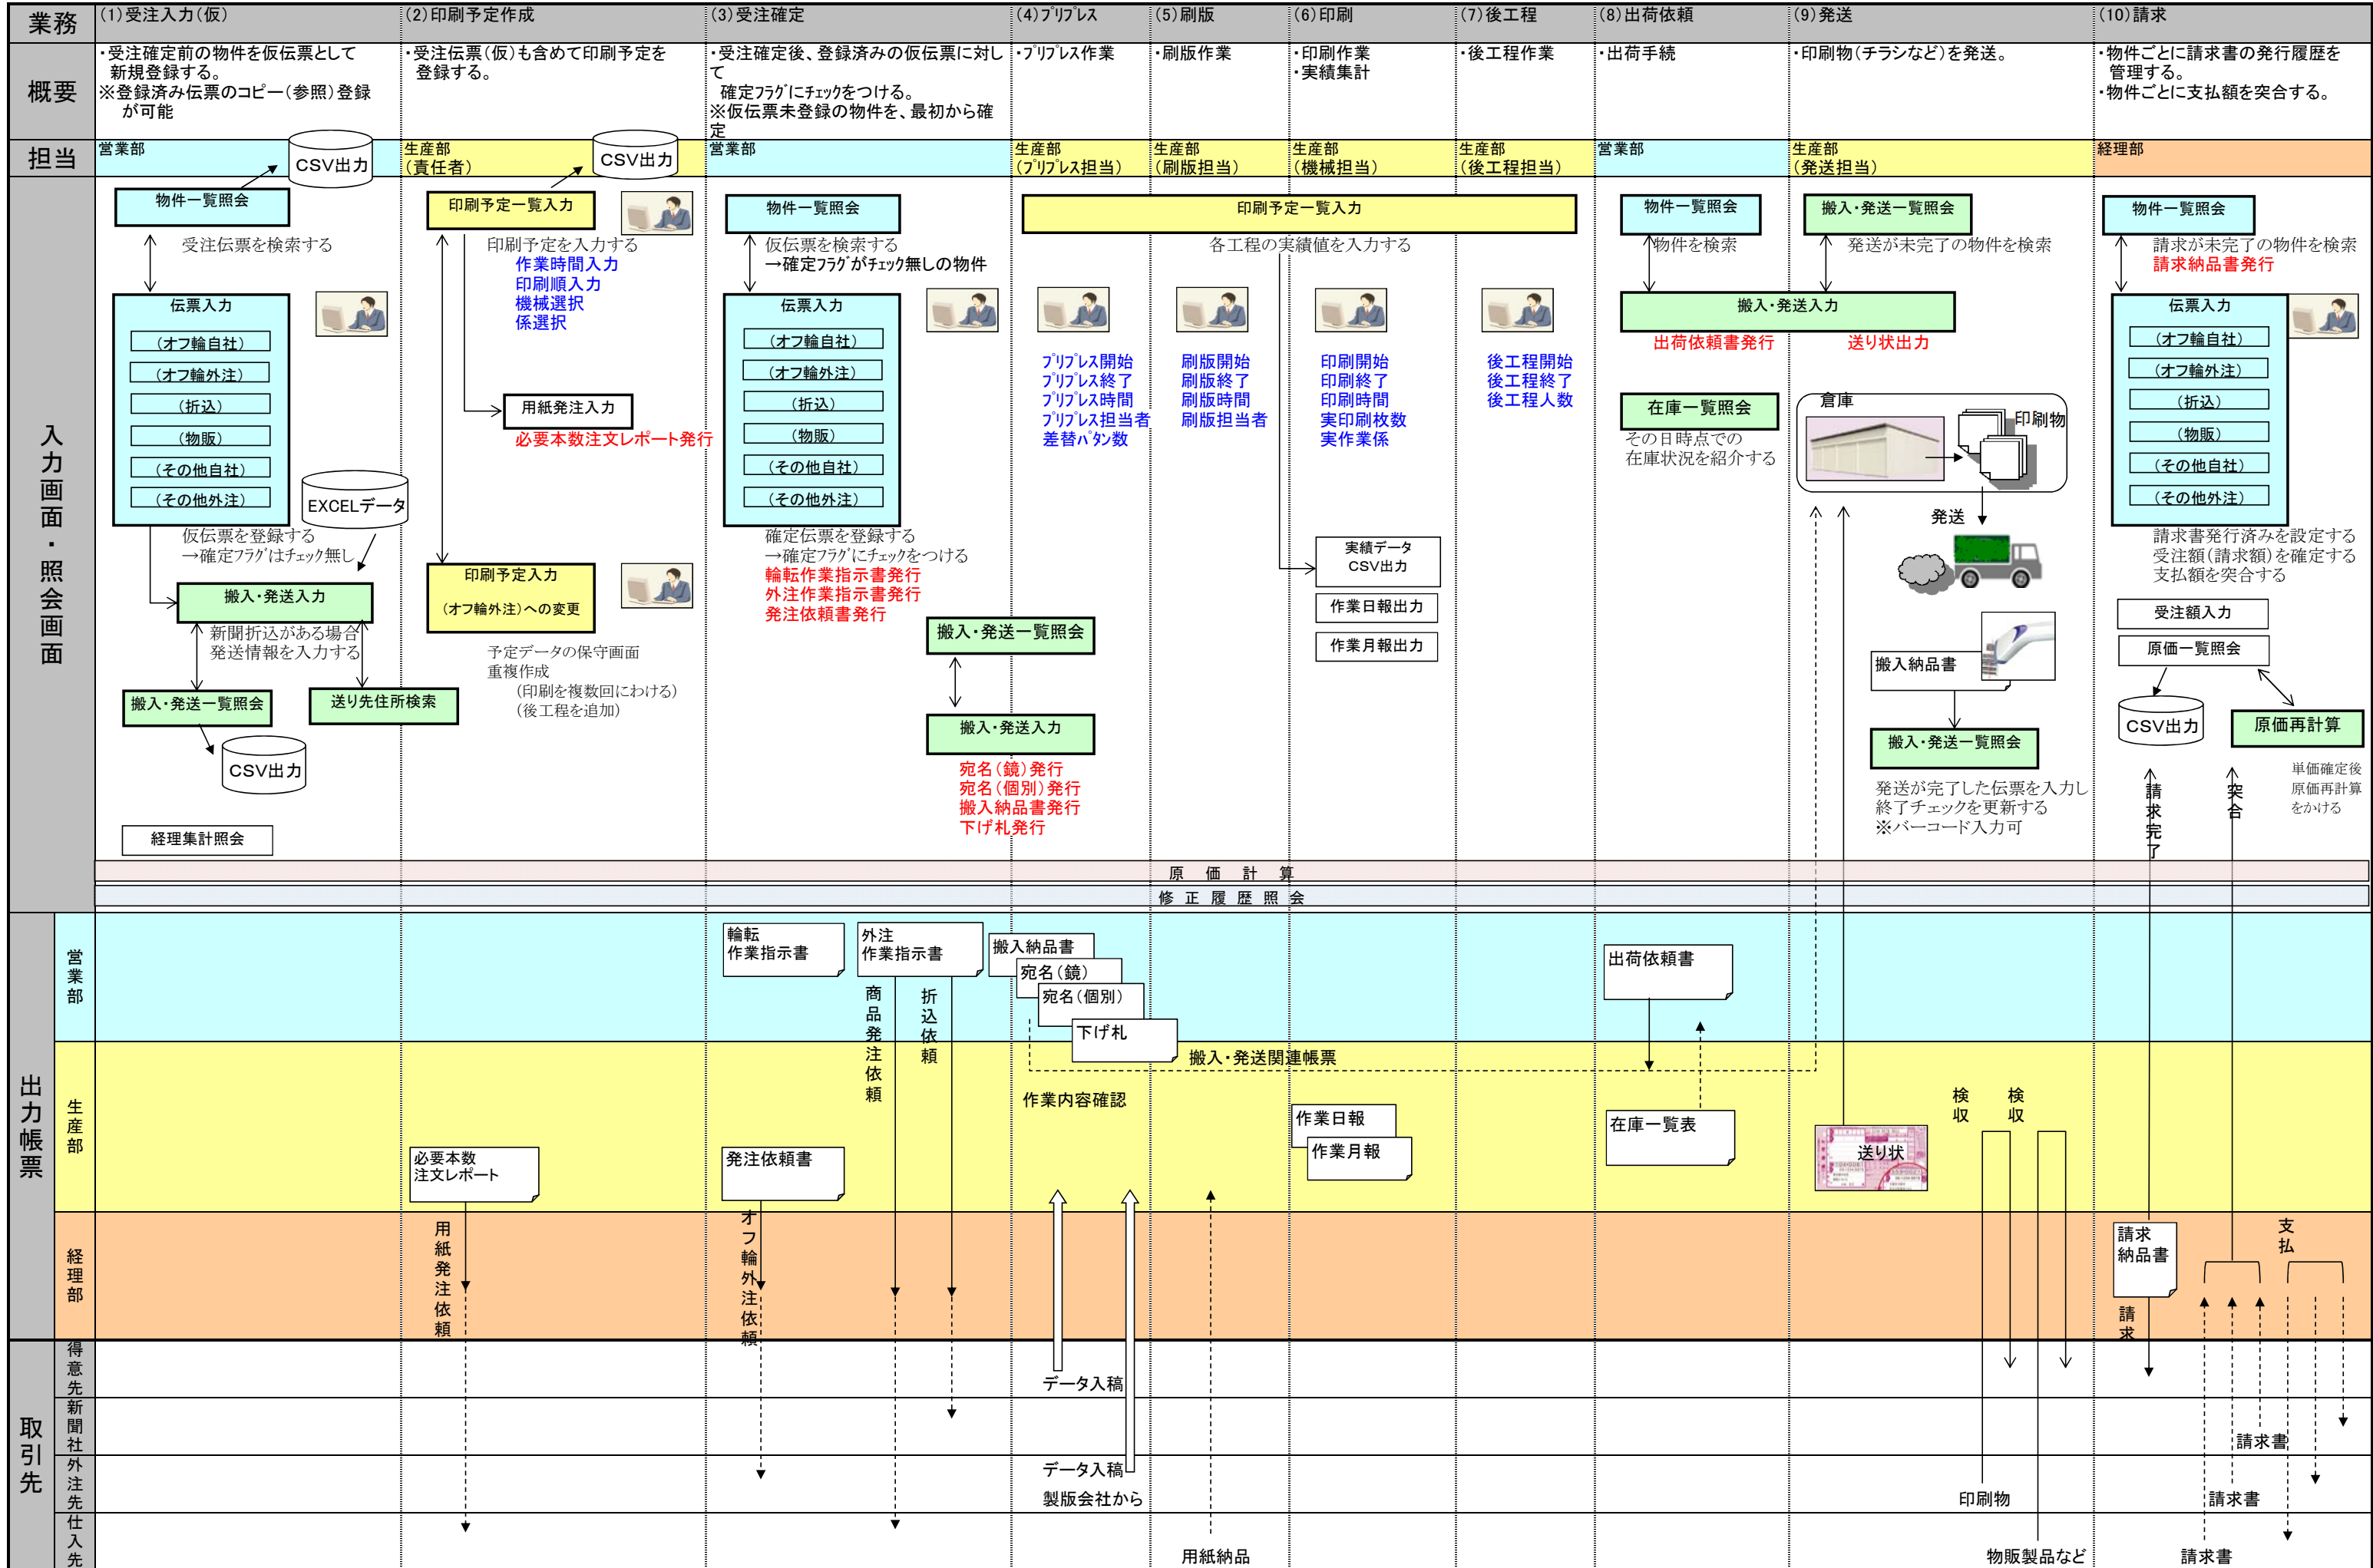 業務
(1)受注入力(仮)
(2)印刷予定作成
(3)受注確定
(4)プリプレス
(5)刷版
(6)印刷
(7)後工程
(8)出荷依頼
(9)発送
(10)請求
概要
・受注確定前の物件を仮伝票として
新規登録する。
※登録済み伝票のコピー(参照)登録
が可能
・受注伝票(仮)も含めて印刷予定を
登録する。
・受注確定後、登録済みの仮伝票に対し
て
確定フラグにチェックをつける。
※仮伝票未登録の物件を、最初から確
定
・プリプレス作業
・刷版作業
・印刷作業
・実績集計
・後工程作業
・出荷手続
・印刷物(チラシなど)を発送。
・物件ごとに請求書の発行履歴を
管理する。
・物件ごとに支払額を突合する。
担当
営業部
生産部
(責任者)
営業部
生産部
(プリプレス担当)
生産部
(刷版担当)
生産部
(機械担当)
生産部
(後工程担当)
営業部
生産部
(発送担当)
経理部
入力画面・照会画面
CSV出力
物件一覧照会
受注伝票を検索する
伝票入力
(オフ輪自社)
(オフ輪外注)
(折込)
(物販)
(その他自社)
(その他外注)
EXCELデータ
仮伝票を登録する
→確定フラグはチェック無し
搬入・発送入力
新聞折込がある場合
発送情報を入力する
搬入・発送一覧照会
送り先住所検索
CSV出力
経理集計照会
CSV出力
印刷予定一覧入力
印刷予定を入力する
作業時間入力
印刷順入力
機械選択
係選択
用紙発注入力
必要本数注文レポート発行
印刷予定入力
(オフ輪外注)への変更
予定データの保守画面
重複作成
(印刷を複数回にわける)
(後工程を追加)
物件一覧照会
仮伝票を検索する
→確定フラグがチェック無しの物件
伝票入力
(オフ輪自社)
(オフ輪外注)
(折込)
(物販)
(その他自社)
(その他外注)
確定伝票を登録する
→確定フラグにチェックをつける
輪転作業指示書発行
外注作業指示書発行
発注依頼書発行
搬入・発送一覧照会
搬入・発送入力
宛名(鏡)発行
宛名(個別)発行
搬入納品書発行
下げ札発行
印刷予定一覧入力
各工程の実績値を入力する
プリプレス開始
プリプレス終了
プリプレス時間
プリプレス担当者
差替パタン数
刷版開始
刷版終了
刷版時間
刷版担当者
印刷開始
印刷終了
印刷時間
実印刷枚数
実作業係
後工程開始
後工程終了
後工程人数
実績データ
CSV出力
作業日報出力
作業月報出力
物件一覧照会
物件を検索
搬入・発送一覧照会
発送が未完了の物件を検索
搬入・発送入力
出荷依頼書発行
送り状出力
在庫一覧照会
その日時点での
在庫状況を紹介する
倉庫
印刷物
発送
搬入納品書
搬入・発送一覧照会
発送が完了した伝票を入力し
終了チェックを更新する
※バーコード入力可
物件一覧照会
請求が未完了の物件を検索
請求納品書発行
伝票入力
(オフ輪自社)
(オフ輪外注)
(折込)
(物販)
(その他自社)
(その他外注)
請求書発行済みを設定する
受注額(請求額)を確定する
支払額を突合する
受注額入力
原価一覧照会
CSV出力
原価再計算
単価確定後
原価再計算
をかける
請求完了
突合
原価計算
修正履歴照会
出力帳票
営業部
輪転
作業指示書
外注
作業指示書
搬入納品書
宛名(鏡)
宛名(個別)
下げ札
出荷依頼書
商品発注依頼
折込依頼
搬入・発送関連帳票
生産部
必要本数
注文レポート
発注依頼書
作業内容確認
作業日報
作業月報
在庫一覧表
送り状
検収
検収
経理部
用紙発注依頼
オフ輪外注依頼
請求
納品書
支払
請求
取引先
得意先
データ入稿
新聞社
請求書
外注先
データ入稿
製版会社から
印刷物
請求書
仕入先
用紙納品
物販製品など
請求書